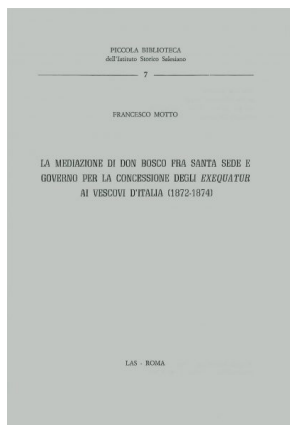 PICCOLA BIBLIOTECA
dell'Istituto Storico Salesiano
7
FRANCESCO MOTTO
LA MEDIAZIONE DI DON BOSCO FRA SANTA SEDE E
GOVERNO PER LA CONCESSIONE DEGLI EXEQUATUR
AI VESCOVI D'ITALIA (1872-1874)
LAS - ROMA